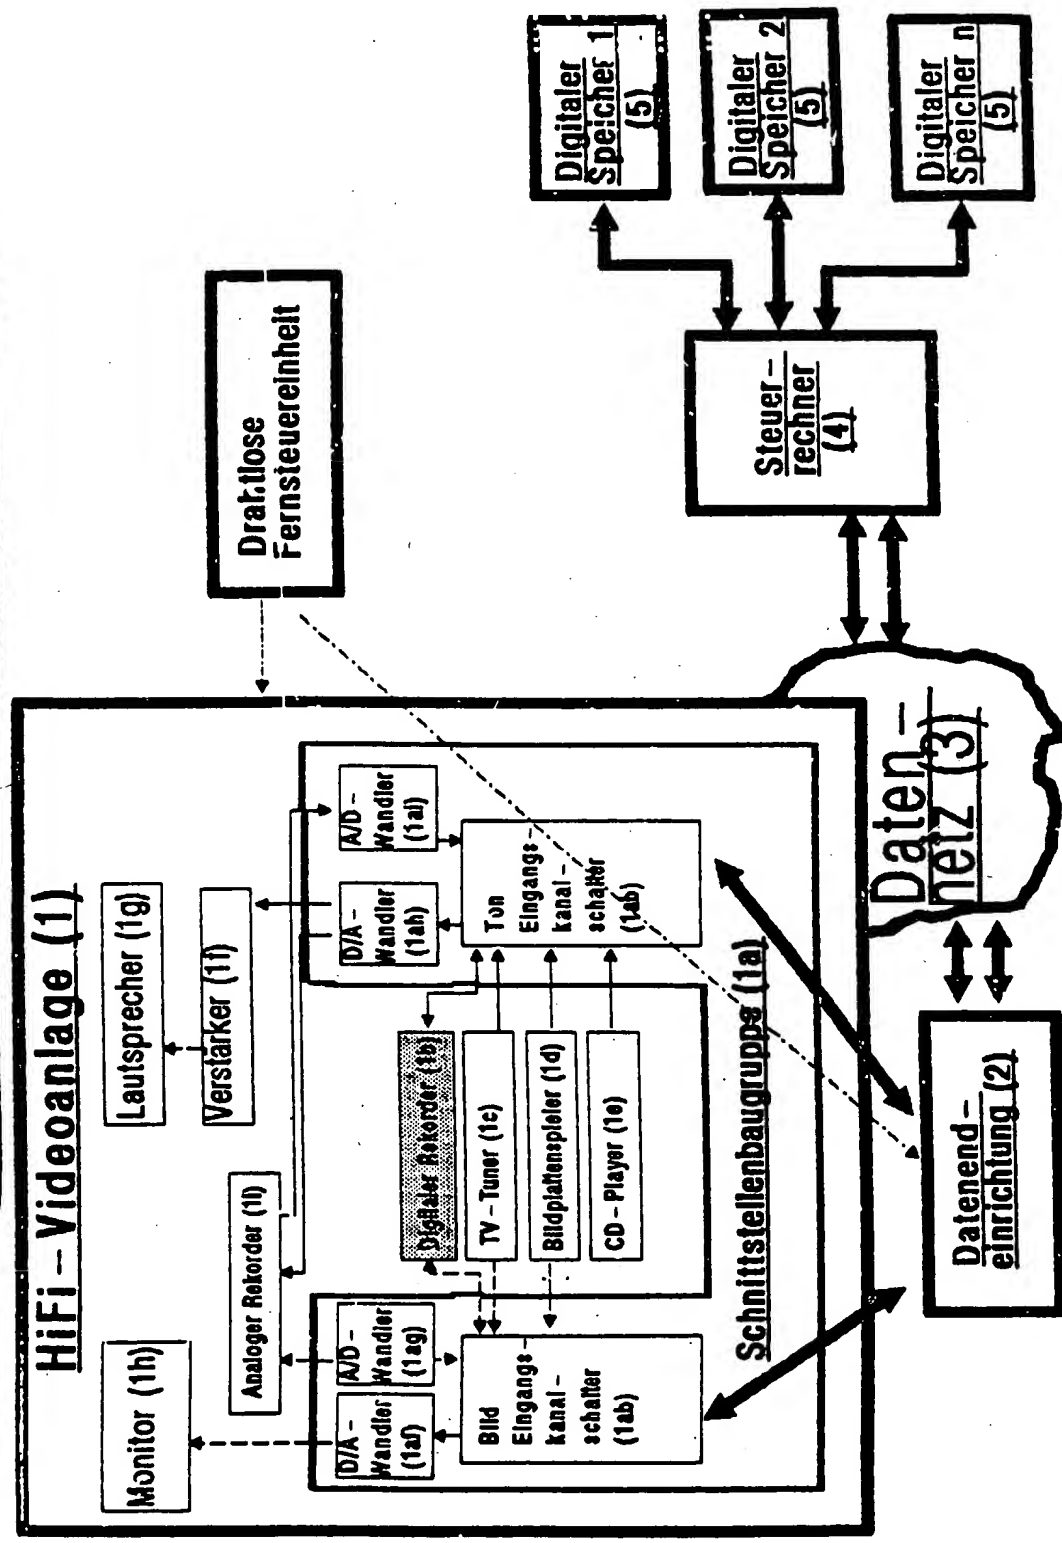 HiFi-Videoanlage (1)
Monitor (1h)
Lautsprecher (1g)
Verstärker (1f)
Analoger Rekorder (1i)
D/A-
Wandler
(1af)
A/D-
Wandler
(1ag)
D/A-
Wandler
(1ah)
A/D-
Wandler
(1ai)
Bild
Eingangs-
kanal-
schalter
(1ab)
Digitaler Rekorder (1b)
TV-Tuner (1c)
Bildplattenspieler (1d)
CD-Player (1e)
Ton
Eingangs-
kanal-
schalter
(1ab)
Schnittstellenbaugruppe (1a)
Drahtlose
Fernsteuereinheit
Datenend-
einrichtung (2)
Daten-
netz (3)
Steuer-
rechner
(4)
Digitaler
Speicher 1
(5)
Digitaler
Speicher 2
(5)
Digitaler
Speicher n
(5)